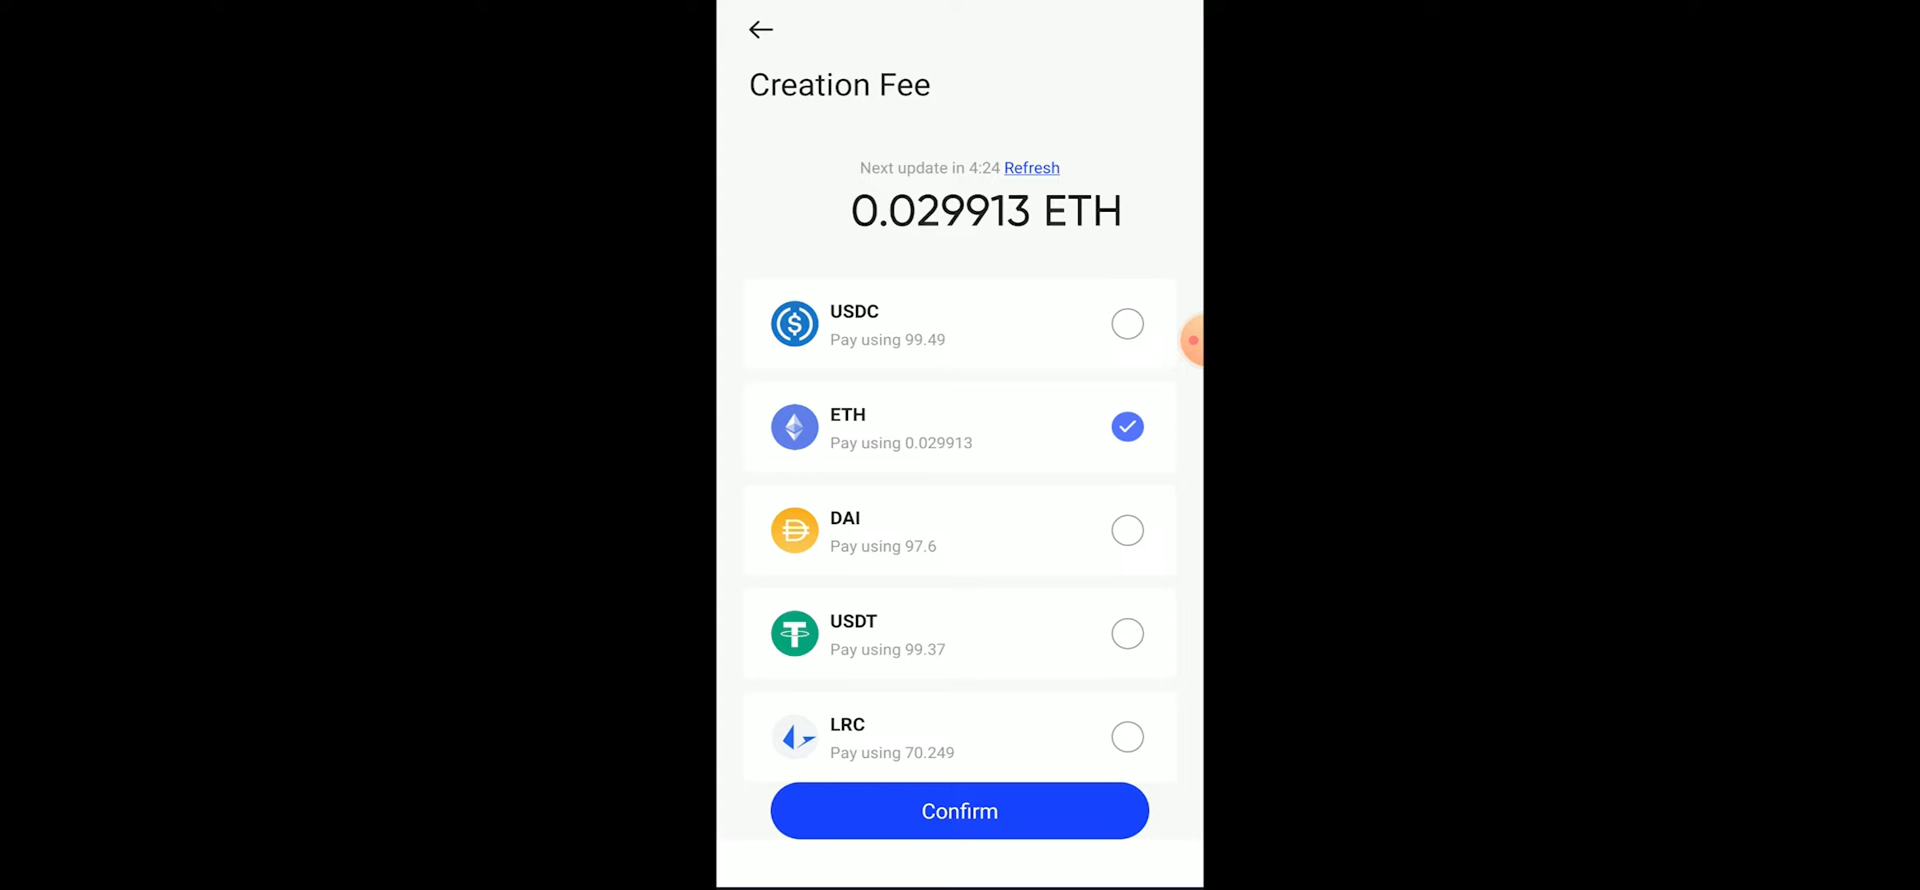 Creation Fee
Next update in 4:24 Refresh
0.029913 ETH
USDC
Pay using 99.49
ETH
Pay using 0.029913
DAI
Pay using 97.6
USDT
Pay using 99.37
LRC
Pay using 70.249
Confirm